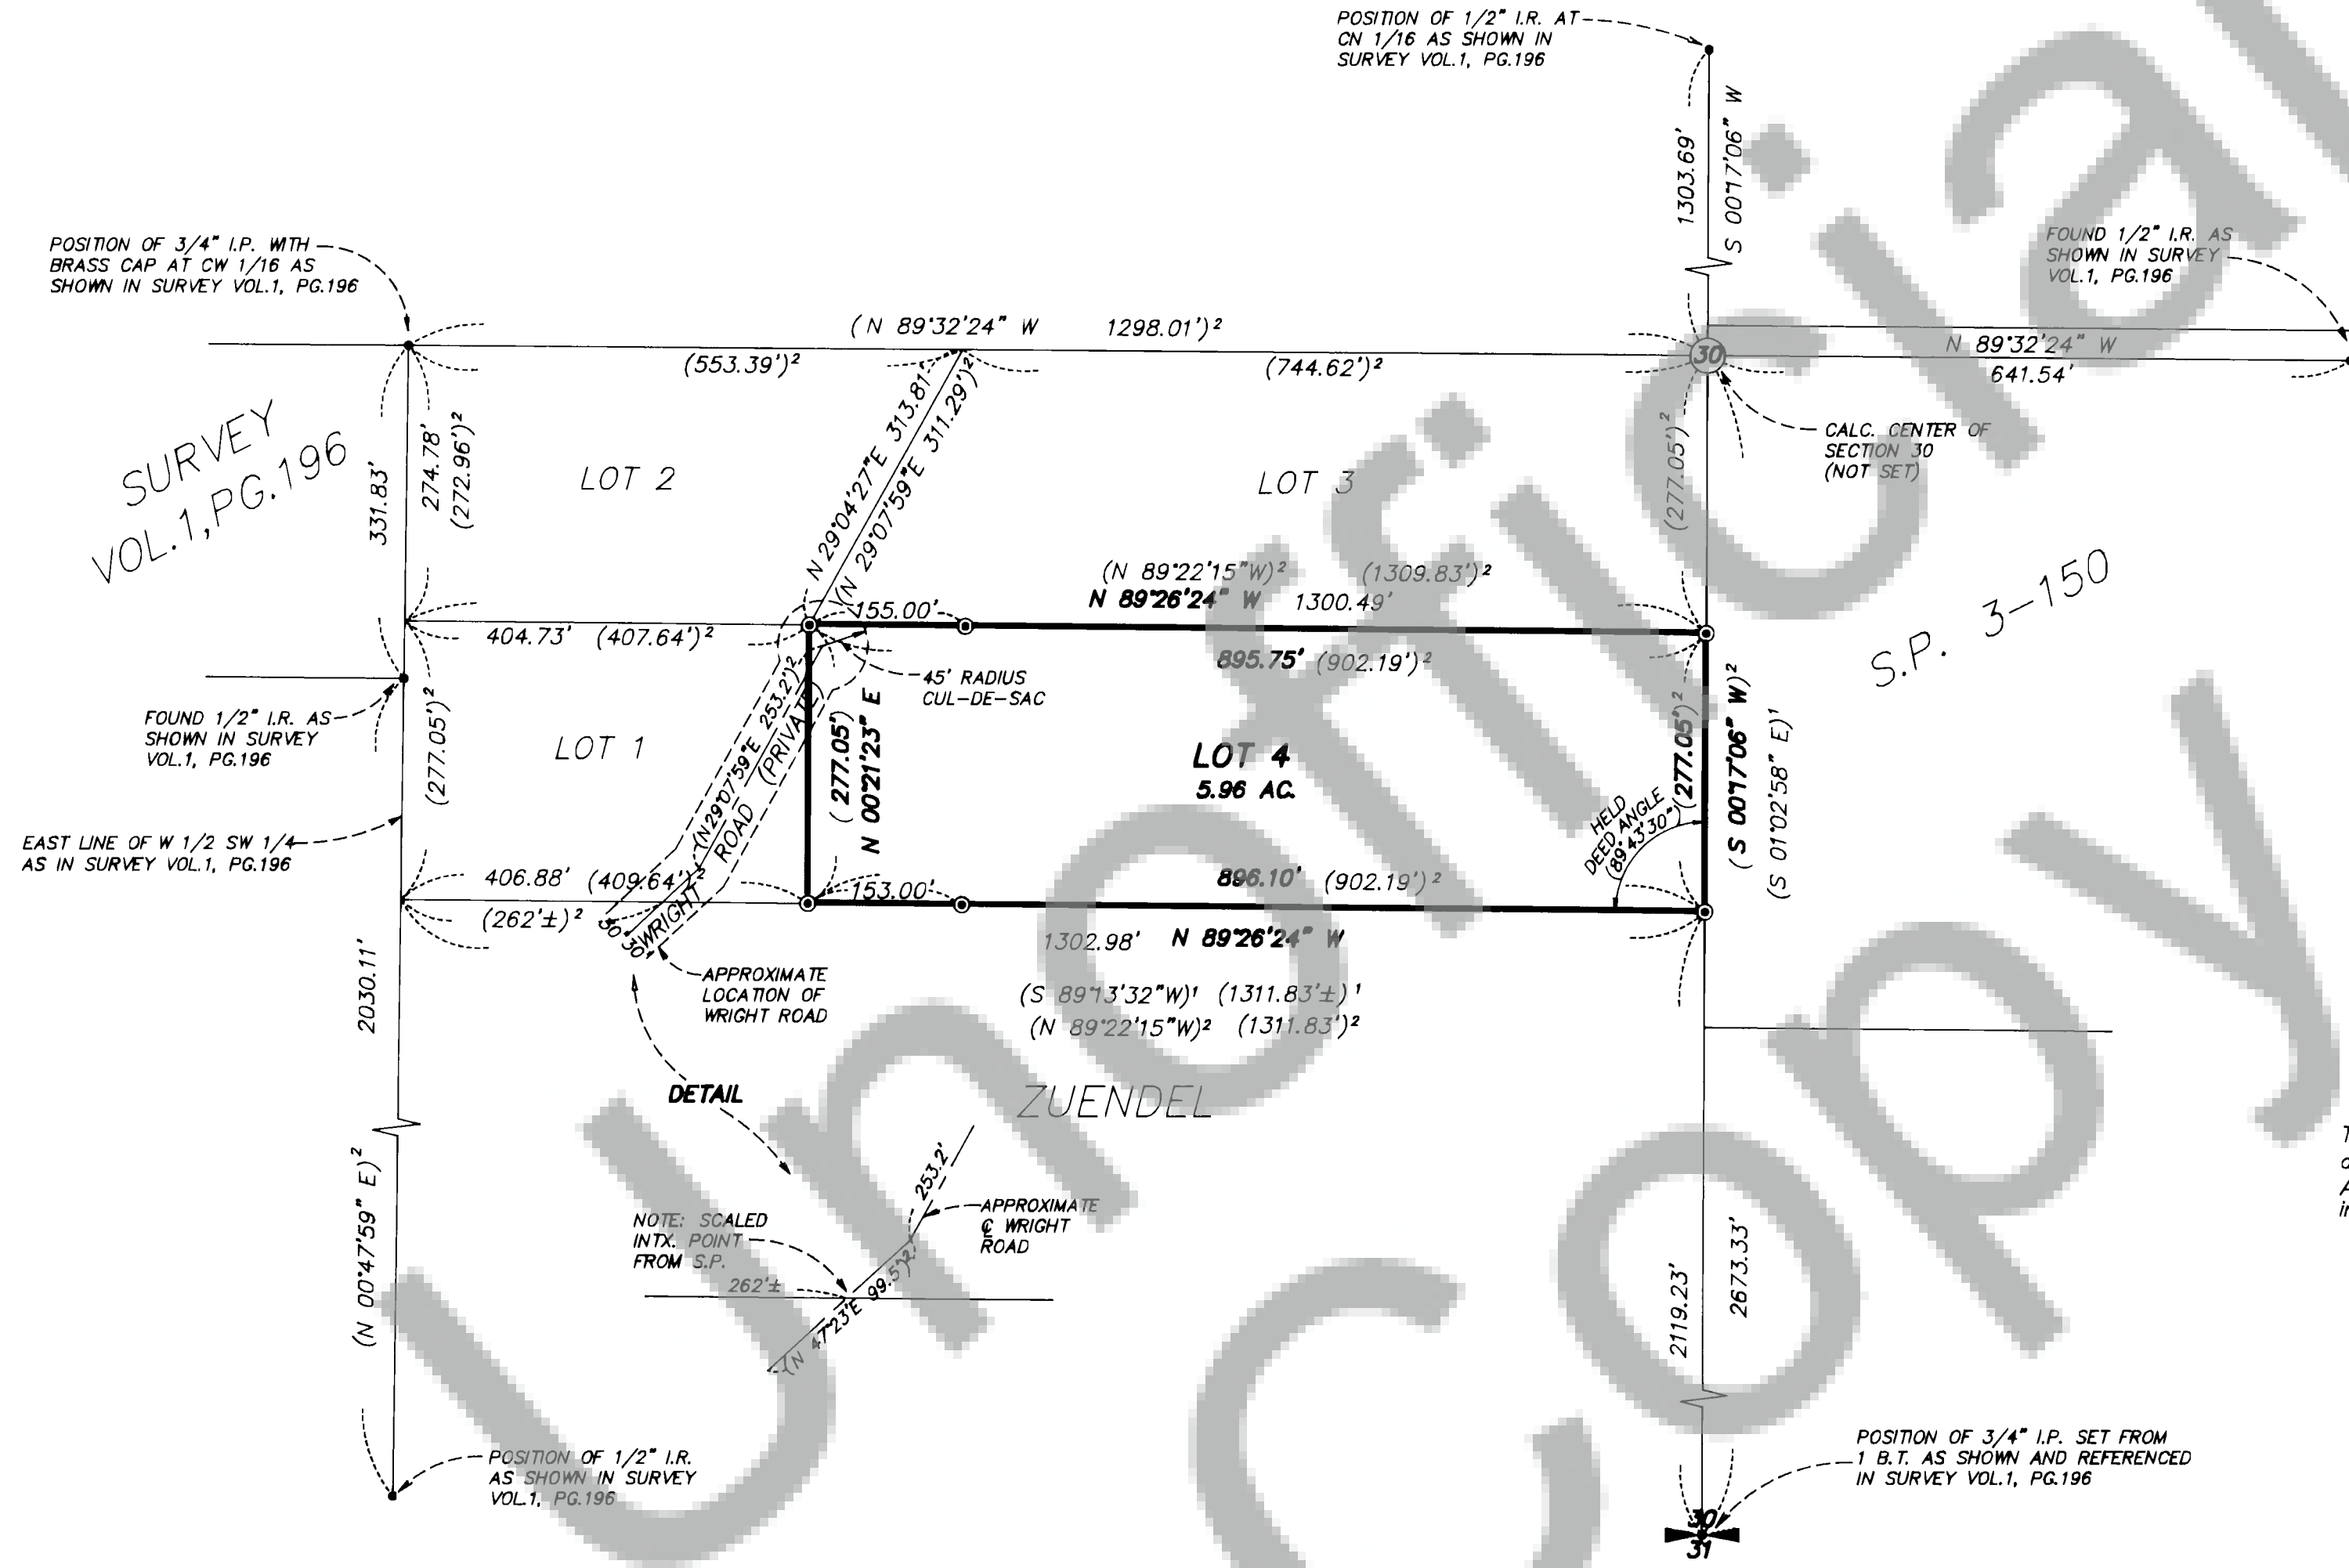 POSITION OF 1/2" I.R. AT
CN 1/16 AS SHOWN IN
SURVEY VOL.1, PG.196
1303.69'
S 00°17'06" W
POSITION OF 3/4" I.P. WITH
BRASS CAP AT CW 1/16 AS
SHOWN IN SURVEY VOL.1, PG.196
FOUND 1/2" I.R. AS
SHOWN IN SURVEY
VOL.1, PG.196
(N 89°32'24" W 1298.01')²
(553.39')²
(744.62')²
30
N 89°32'24" W
641.54'
CALC. CENTER OF
SECTION 30
(NOT SET)
SURVEY
VOL.1,PG.196
331.83'
274.78'
(272.96')²
LOT 2
N 29°04'27"E 313.81'
(N 29°07'59"E 311.29')²
LOT 3
(277.05')²
S.P. 3-150
(N 89°22'15"W)² (1309.83')²
N 89°26'24" W 1300.49'
155.00'
404.73' (407.64')²
895.75' (902.19')²
45' RADIUS
CUL-DE-SAC
FOUND 1/2" I.R. AS
SHOWN IN SURVEY
VOL.1, PG.196
(277.05')²
LOT 1
(N29°07'59"E 253.2')²
WRIGHT ROAD (PRIVATE)
(277.05')
N 00°21'23" E
LOT 4
5.96 AC.
HELD
DEED ANGLE
(89°43'30")
(277.05')²
(S 00°17'06" W)²
(S 01°02'58" E)¹
EAST LINE OF W 1/2 SW 1/4
AS IN SURVEY VOL.1, PG.196
406.88' (409.64')²
(262'±)²
30'
30'
153.00'
896.10' (902.19')²
1302.98' N 89°26'24" W
(S 89°13'32"W)¹ (1311.83'±)¹
(N 89°22'15"W)² (1311.83')²
APPROXIMATE
LOCATION OF
WRIGHT ROAD
2030.11'
DETAIL
ZUENDEL
(N 00°47'59" E)²
253.2'
NOTE: SCALED
INTX. POINT
FROM S.P.
APPROXIMATE
℄ WRIGHT
ROAD
262'±
(N 47°23'E 99.5')²
2119.23'
2673.33'
POSITION OF 1/2" I.R.
AS SHOWN IN SURVEY
VOL.1, PG.196
POSITION OF 3/4" I.P. SET FROM
1 B.T. AS SHOWN AND REFERENCED
IN SURVEY VOL.1, PG.196
30
31
Unofficial
Copy